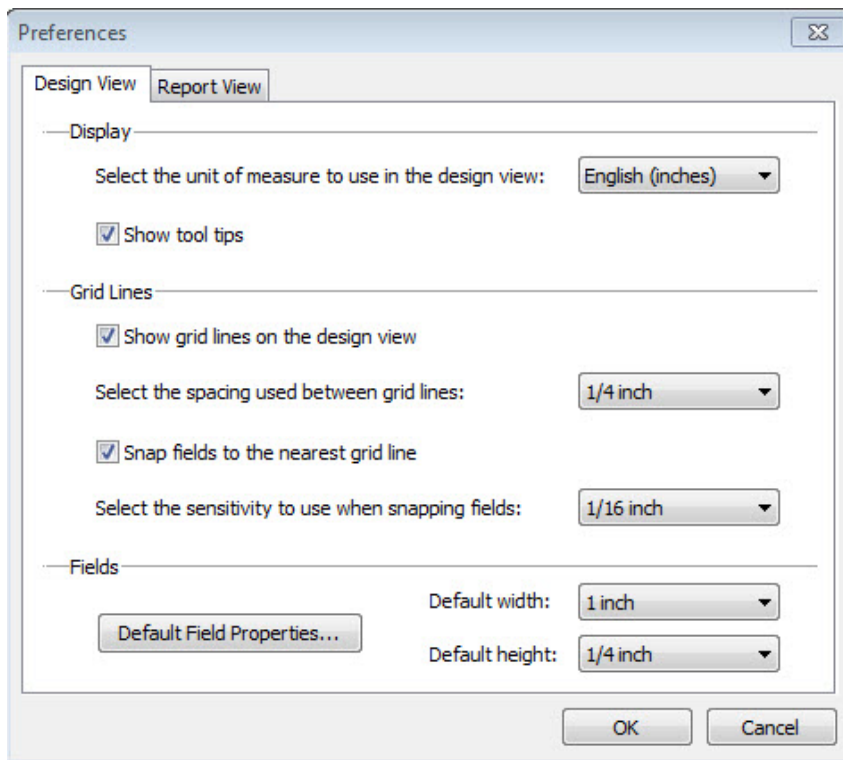 Preferences
Design View Report View
Display
Select the unit of measure to use in the design view: English (inches)
Show tool tips
Grid Lines
Show grid lines on the design view
Select the spacing used between grid lines: 1/4 inch
Snap fields to the nearest grid line
Select the sensitivity to use when snapping fields: 1/16 inch
Fields
Default width: 1 inch
Default Field Properties...
Default height: 1/4 inch
OK Cancel